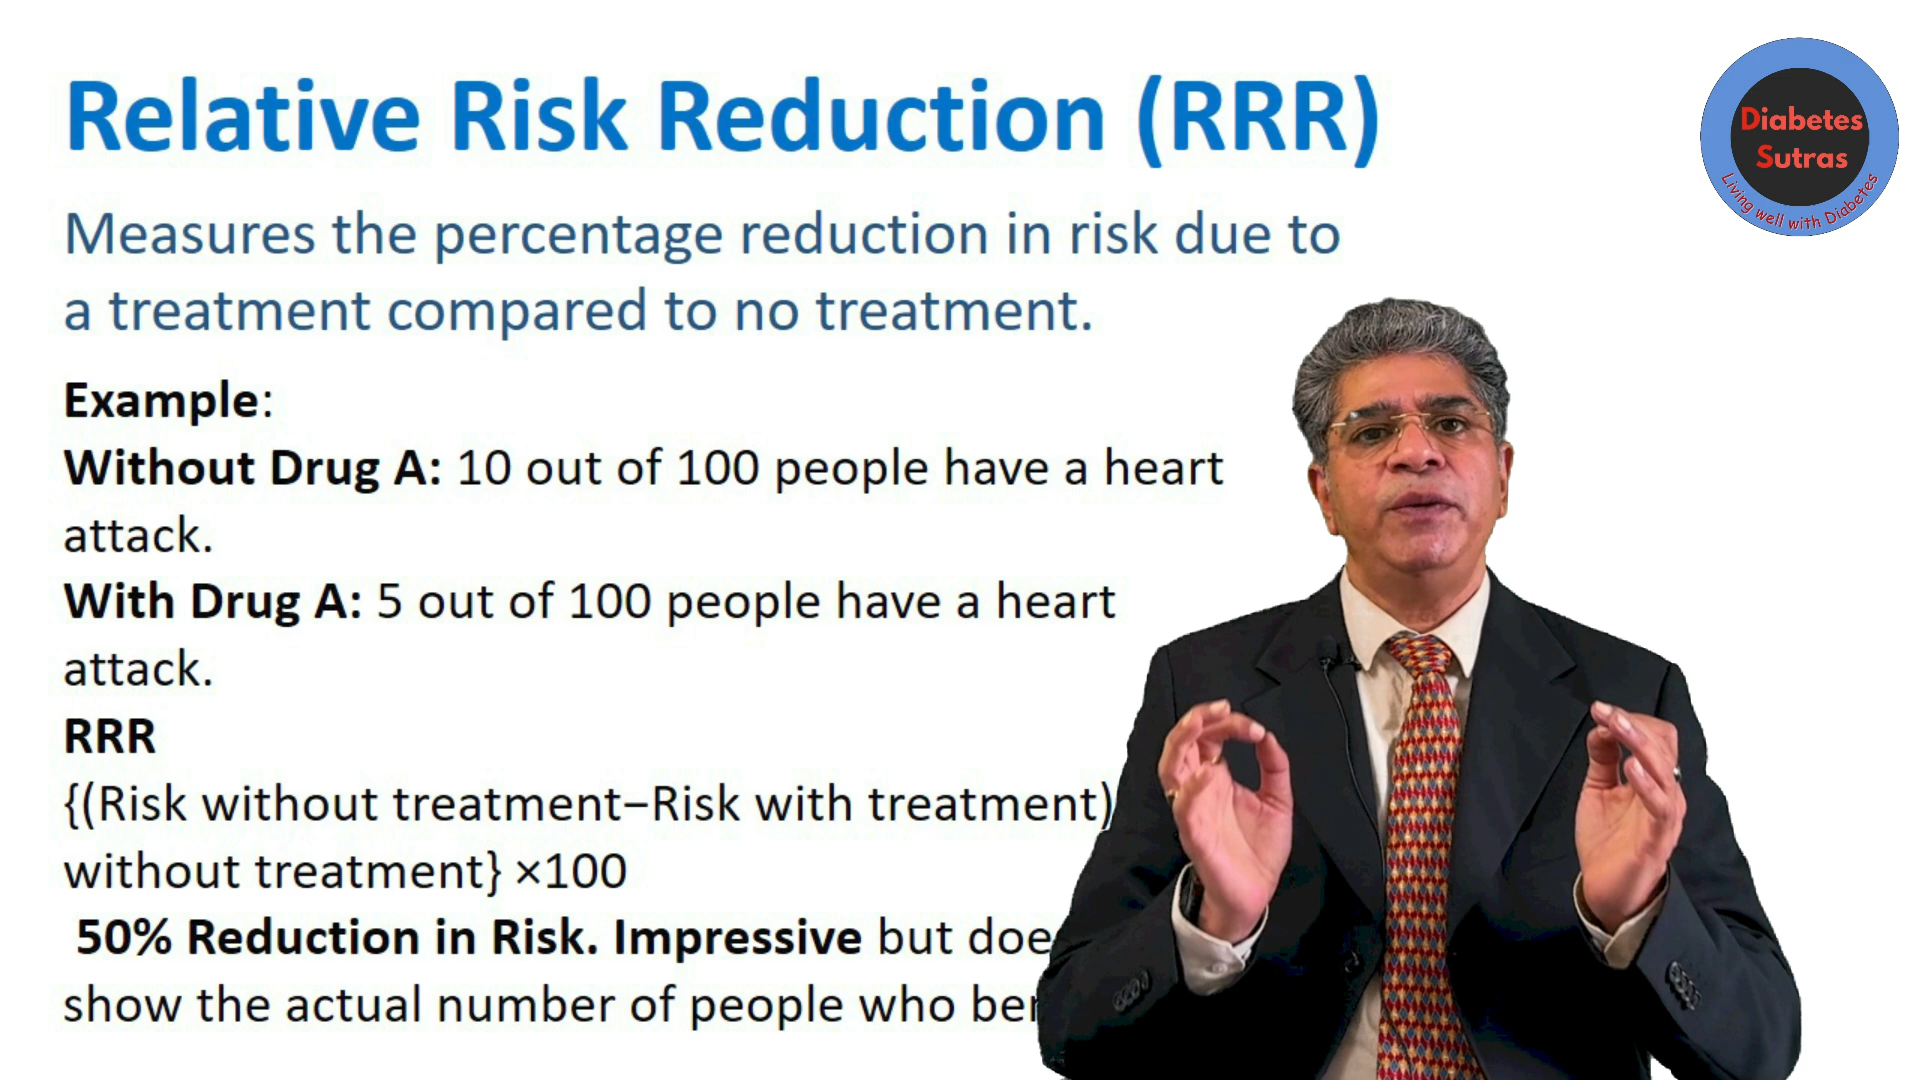 Relative Risk Reduction (RRR)
Diabetes
Sutras
Living well with Diabetes
Measures the percentage reduction in risk due to
a treatment compared to no treatment.
Example:
Without Drug A: 10 out of 100 people have a heart
attack.
With Drug A: 5 out of 100 people have a heart
attack.
RRR
{(Risk without treatment–Risk with treatment)
without treatment} ×100
50% Reduction in Risk. Impressive but
show the actual number of people who